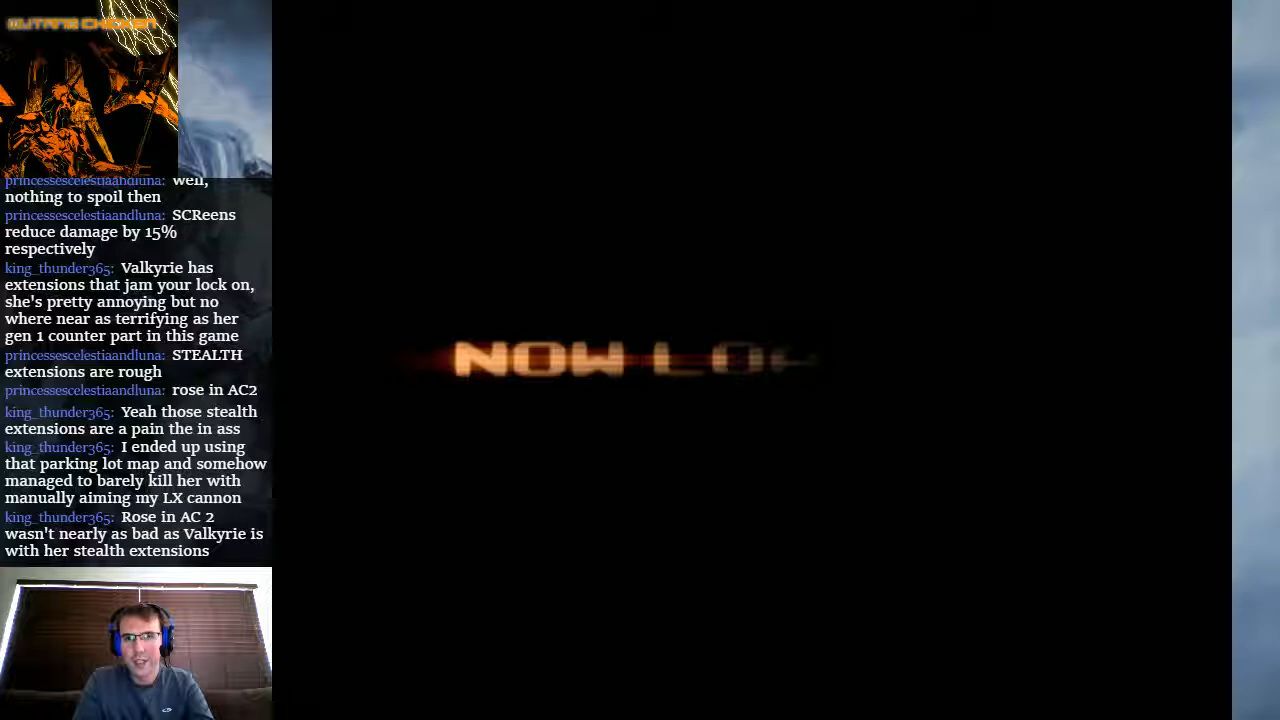 WUTANG CHICKEN
princessescelestiaandluna: well,
nothing to spoil then
princessescelestiaandluna: SCReens
reduce damage by 15%
respectively
king_thunder365: Valkyrie has
extensions that jam your lock on,
she's pretty annoying but no
where near as terrifying as her
gen 1 counter part in this game
princessescelestiaandluna: STEALTH
extensions are rough
princessescelestiaandluna: rose in AC2
king_thunder365: Yeah those stealth
extensions are a pain the in ass
king_thunder365: I ended up using
that parking lot map and somehow
managed to barely kill her with
manually aiming my LX cannon
king_thunder365: Rose in AC 2
wasn't nearly as bad as Valkyrie is
with her stealth extensions
NOW LOA